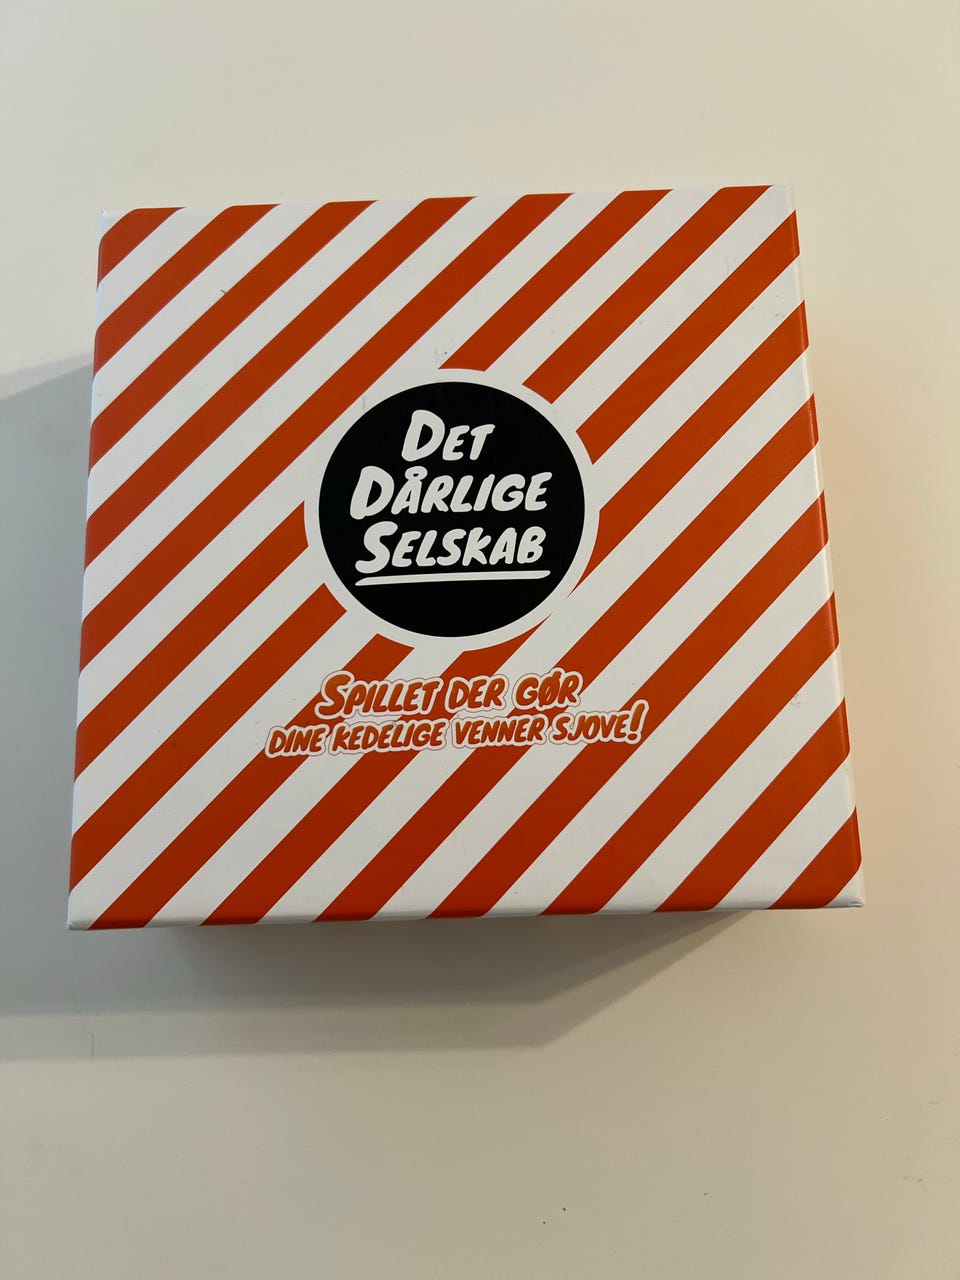 DET
DÅRLIGE
SELSKAB
SPILLET DER GØR
DINE KEDELIGE VENNER SJOVE!